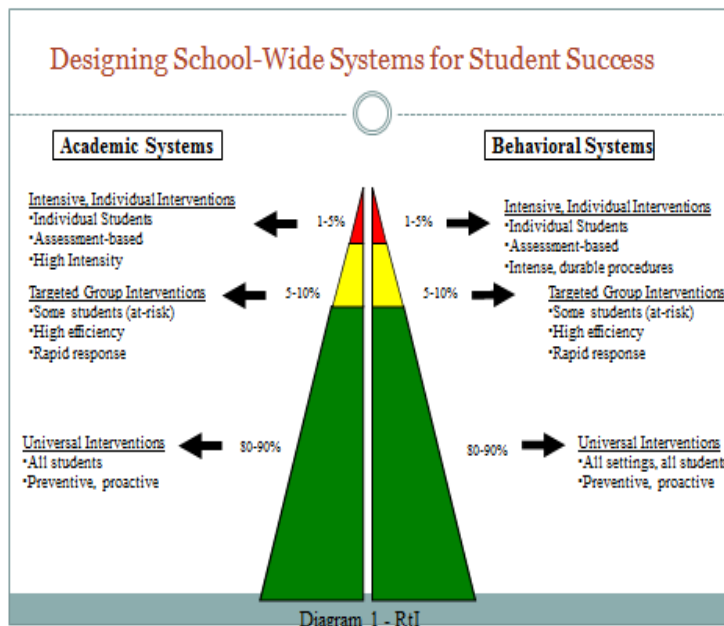 Designing School-Wide Systems for Student Success
Academic Systems
Intensive, Individual Interventions
•Individual Students
•Assessment-based
•High Intensity
1-5%
Targeted Group Interventions
•Some students (at-risk)
•High efficiency
•Rapid response
5-10%
Universal Interventions
•All students
•Preventive, proactive
80-90%
Behavioral Systems
1-5%
Intensive, Individual Interventions
•Individual Students
•Assessment-based
•Intense, durable procedures
5-10%
Targeted Group Interventions
•Some students (at-risk)
•High efficiency
•Rapid response
80-90%
Universal Interventions
•All settings, all student
•Preventive, proactive
Diagram 1 - RtI